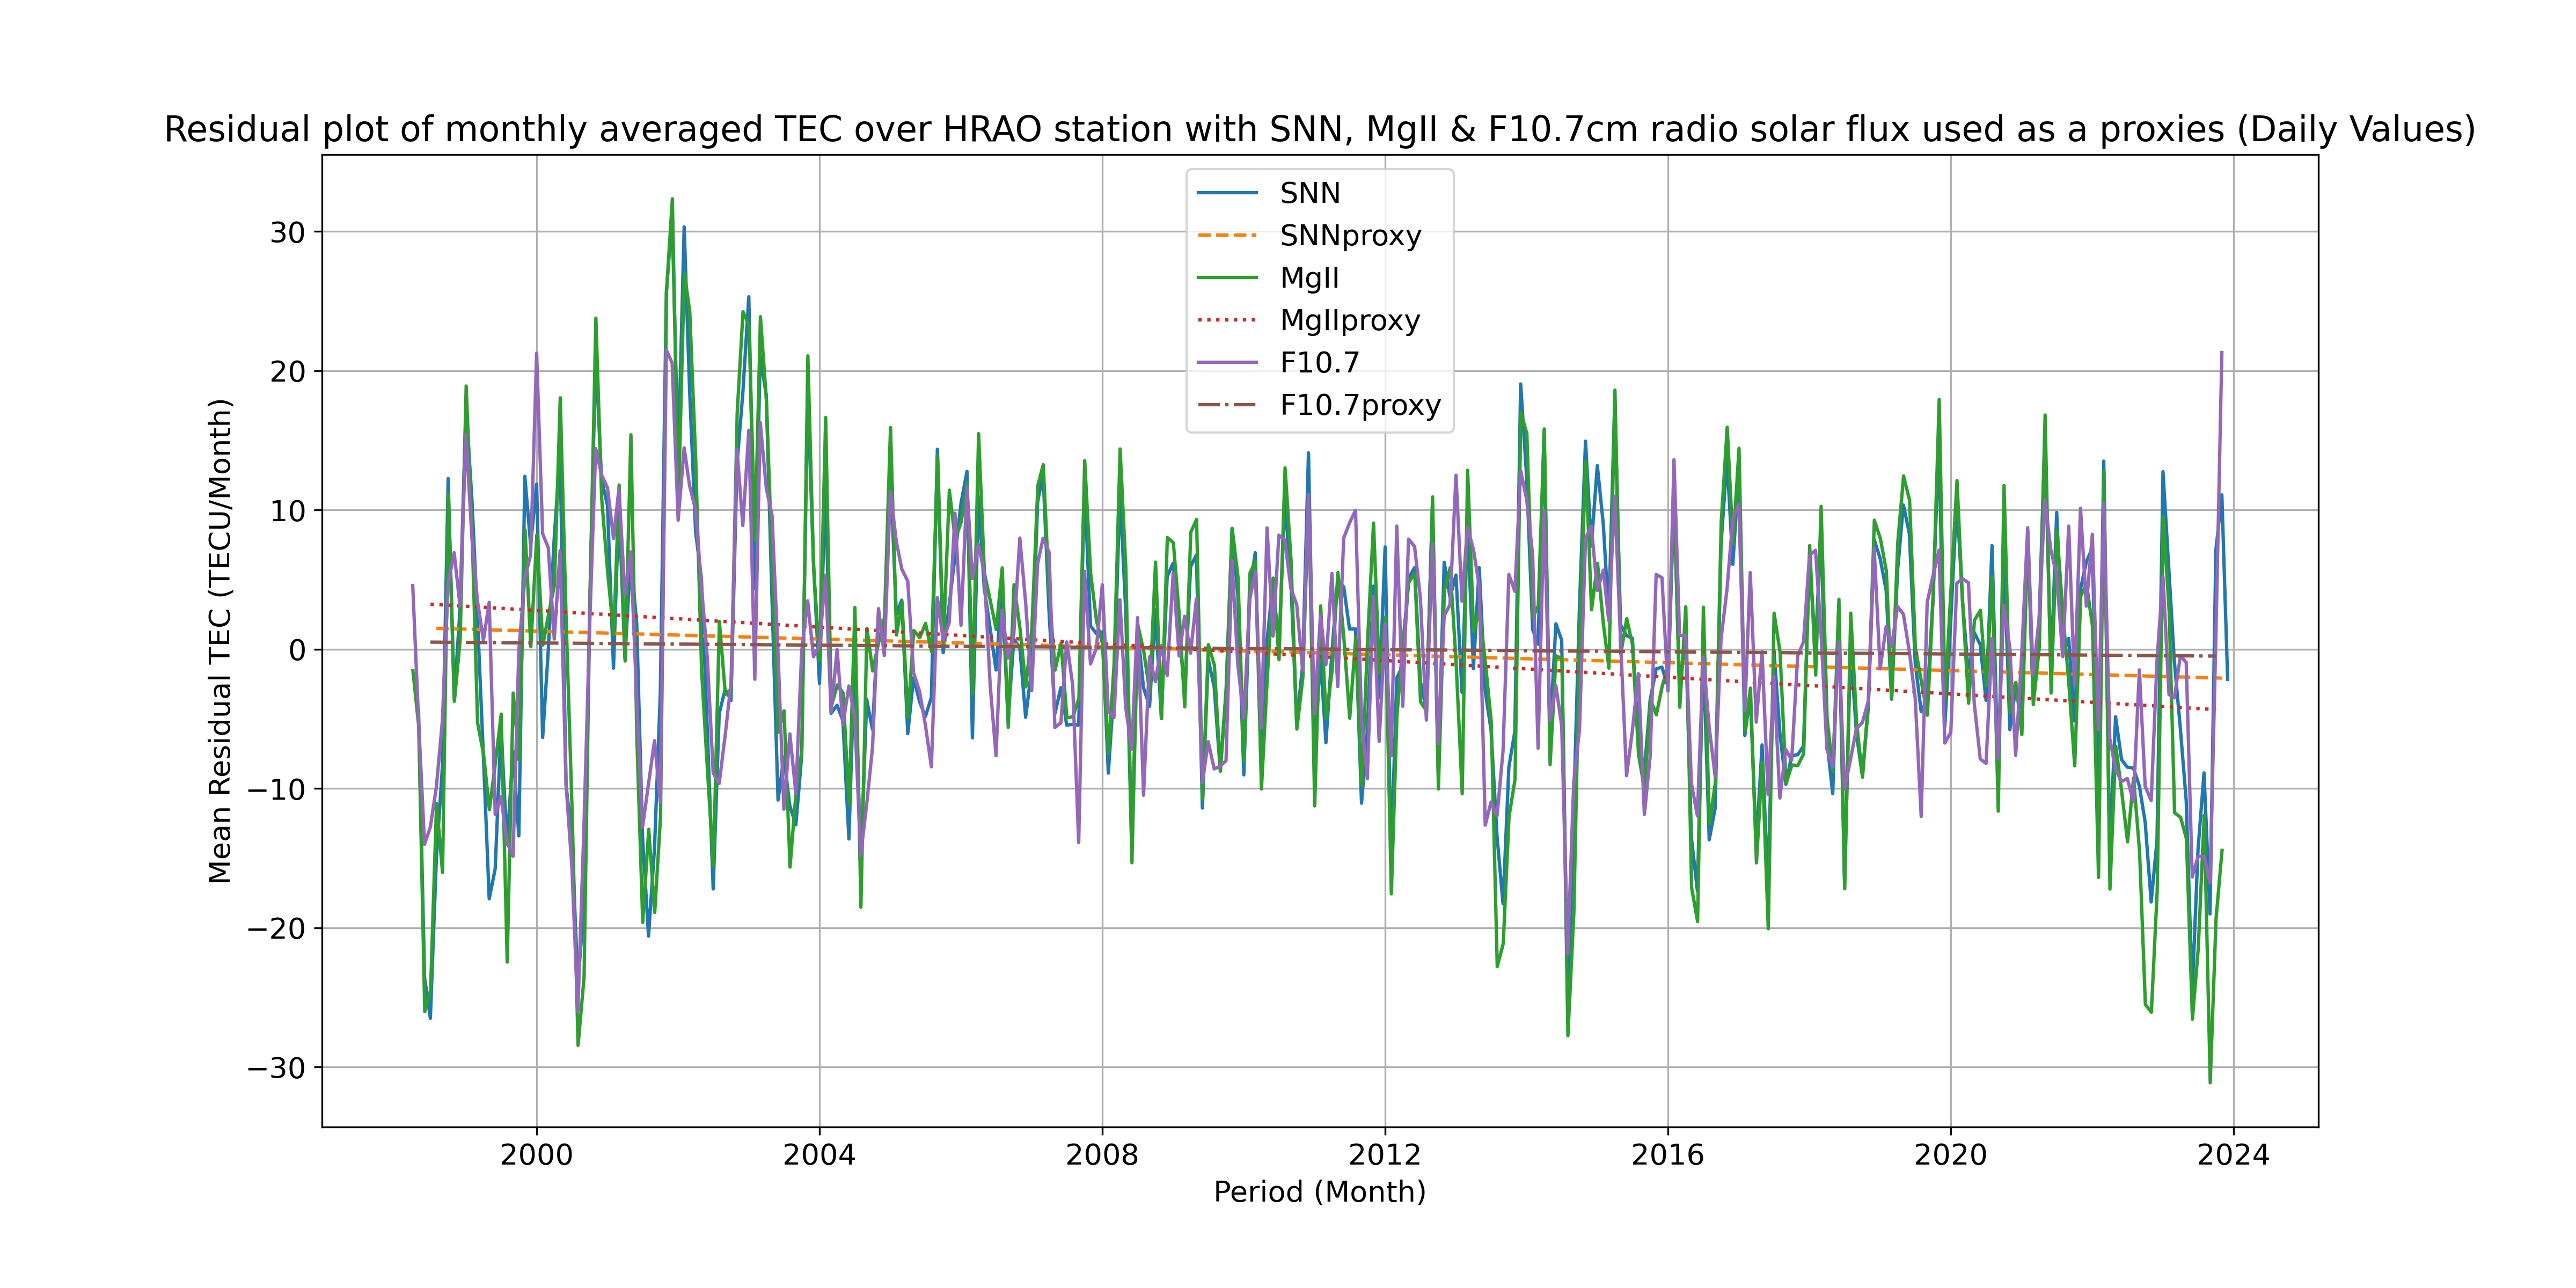 Residual plot of monthly averaged TEC over HRAO station with SNN, MgII & F10.7cm radio solar flux used as a proxies (Daily Values)
SNN
SNNproxy
MgII
MgIIproxy
F10.7
F10.7proxy
Mean Residual TEC (TECU/Month)
30
20
10
0
−10
−20
−30
2000 2004 2008 2012 2016 2020 2024
Period (Month)